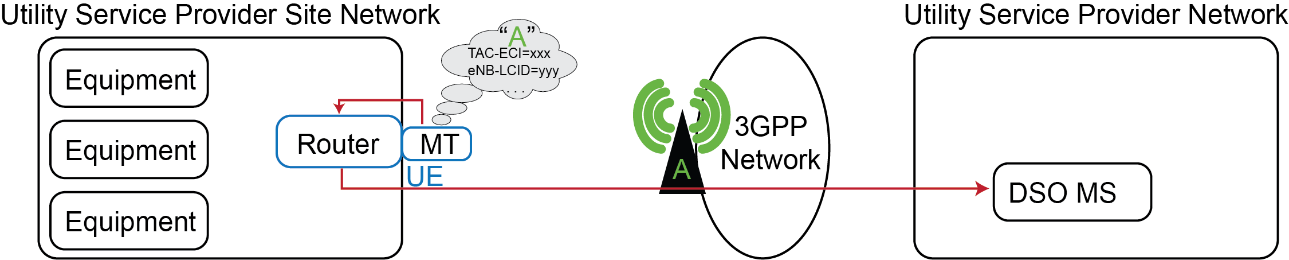 Utility Service Provider Site Network
Utility Service Provider Network
“A”
TAC-ECI=xxx
eNB-LCID=yyy
...
Equipment
Equipment
Equipment
Router
MT
UE
A
3GPP
Network
DSO MS